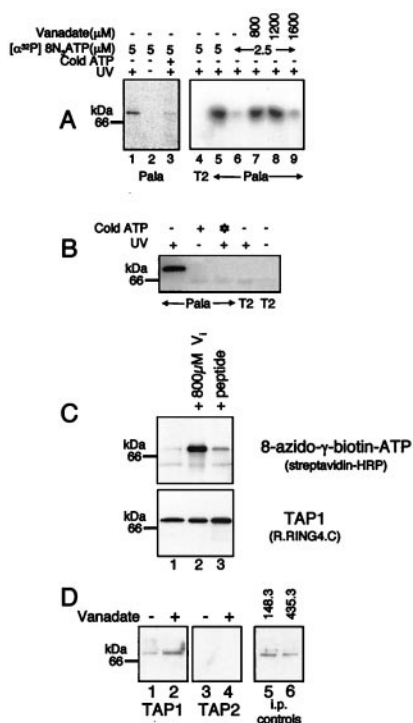 800
1200
1600
Vanadate(μM) - - - - - -
[α³²P] 8N₃ATP(μM) 5 5 5 5 5 ← 2.5 →
Cold ATP - - + - - - - - -
UV + - + + + + + + +
A
kDa
66
kDa
66
1 2 3 4 5 6 7 8 9
Pala T2 ← Pala →
B
Cold ATP - + ✡ - -
UV + - + + -
kDa
66
← Pala → T2 T2
+ 800μM Vi
+ peptide
C
kDa
66
8-azido-γ-biotin-ATP
(streptavidin-HRP)
kDa
66
TAP1
(R.RING4.C)
1 2 3
D
148.3
435.3
Vanadate - + - +
kDa
66
1 2 3 4 5 6
TAP1 TAP2 i.p.
controls